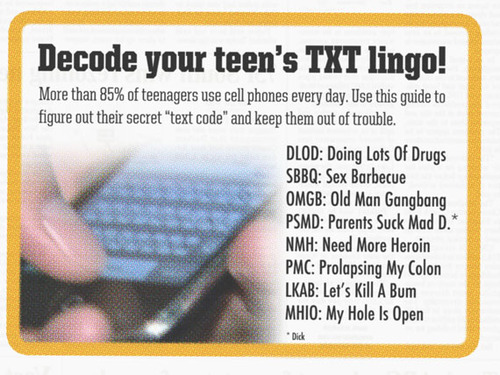 Decode your teen's TXT lingo!
More than 85% of teenagers use cell phones every day. Use this guide to
figure out their secret "text code" and keep them out of trouble.
DLOD: Doing Lots Of Drugs
SBBQ: Sex Barbecue
OMGB: Old Man Gangbang
PSMD: Parents Suck Mad D.*
NMH: Need More Heroin
PMC: Prolapsing My Colon
LKAB: Let's Kill A Bum
MHIO: My Hole Is Open
* Dick